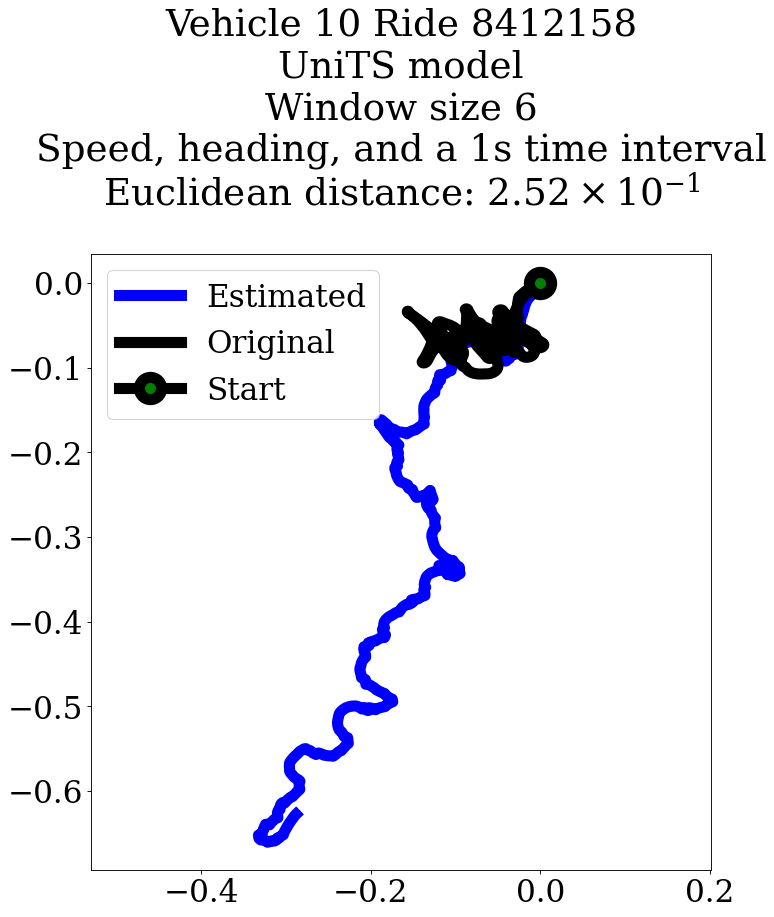 Vehicle 10 Ride 8412158
UniTS model
Window size 6
Speed, heading, and a 1s time interval
Euclidean distance: 2.52 × 10⁻¹
Estimated
Original
Start
0.0
−0.1
−0.2
−0.3
−0.4
−0.5
−0.6
−0.4
−0.2
0.0
0.2